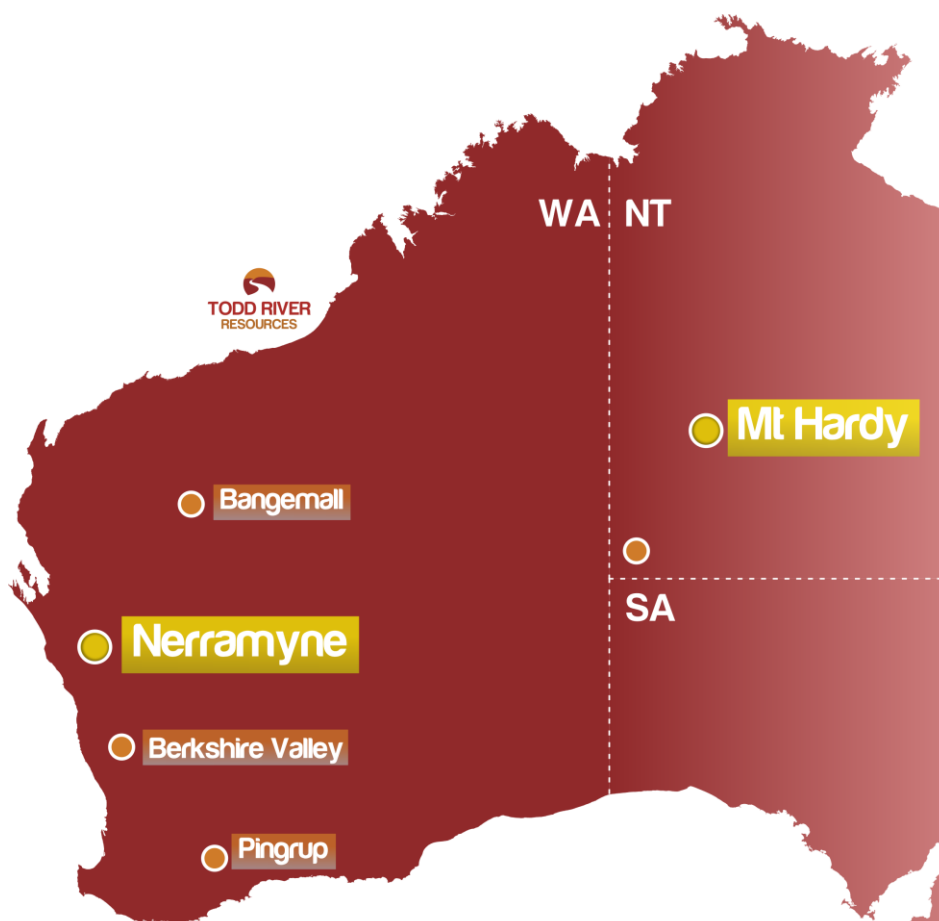 WA
NT
TODD RIVER
RESOURCES
Mt Hardy
Bangemall
SA
Nerramyne
Berkshire Valley
Pingrup